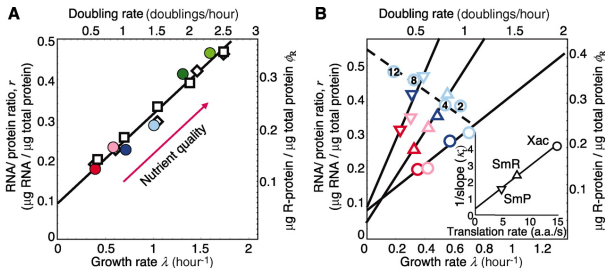 A
Doubling rate (doublings/hour)
0 1 2 3
RNA/ protein ratio, r
(μg RNA / μg total protein)
0.5
0.4
0.3
0.2
0.1
0
Nutrient quality
0.3
0.2
0.1
μg R-protein / μg total protein ϕR
0 0.5 1 1.5 2
Growth rate λ (hour-1)
B
Doubling rate (doublings/hour)
0 0.5 1 1.5 2
RNA/ protein ratio, r
(μg RNA / μg total protein)
0.5
0.4
0.3
0.2
0.1
0
12
8
4
2
0.4
0.3
0.2
0.1
μg R-protein / μg total protein ϕR
1/slope (κt)
4
3
2
1
0
Xac
SmR
SmP
0 5 10 15
Translation rate (a.a./s)
0 0.2 0.4 0.6 0.8 1 1.2
Growth rate λ (hour-1)